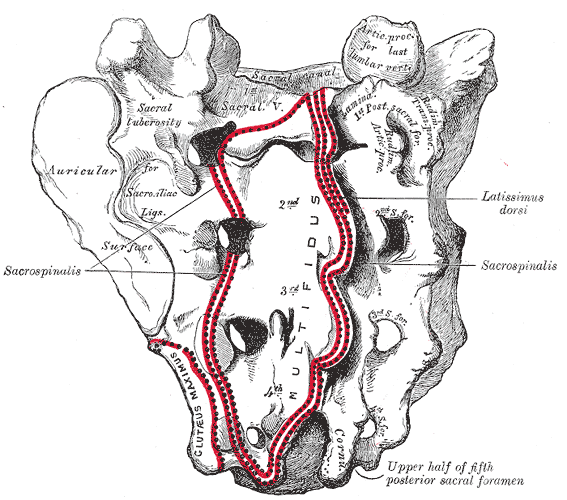 Artic. proc.
for last
lumbar vert.
Sacral canal
1st
Sacral. V.
Sacral
tuberosity
Lamina.
1st Post. sacral for.
Rudim.
Artic. proc.
Rudim.
Tran. proc.
Auricular
Surface
for
Sacro.iliac
Ligs.
2nd
Latissimus
dorsi
2nd S. for.
Sacrospinalis
Sacrospinalis
3rd
MULTIFIDUS
3rd S. for.
GLUTÆUS MAXIMUS
4th
S. for.
Cornu.
Upper half of fifth
posterior sacral foramen